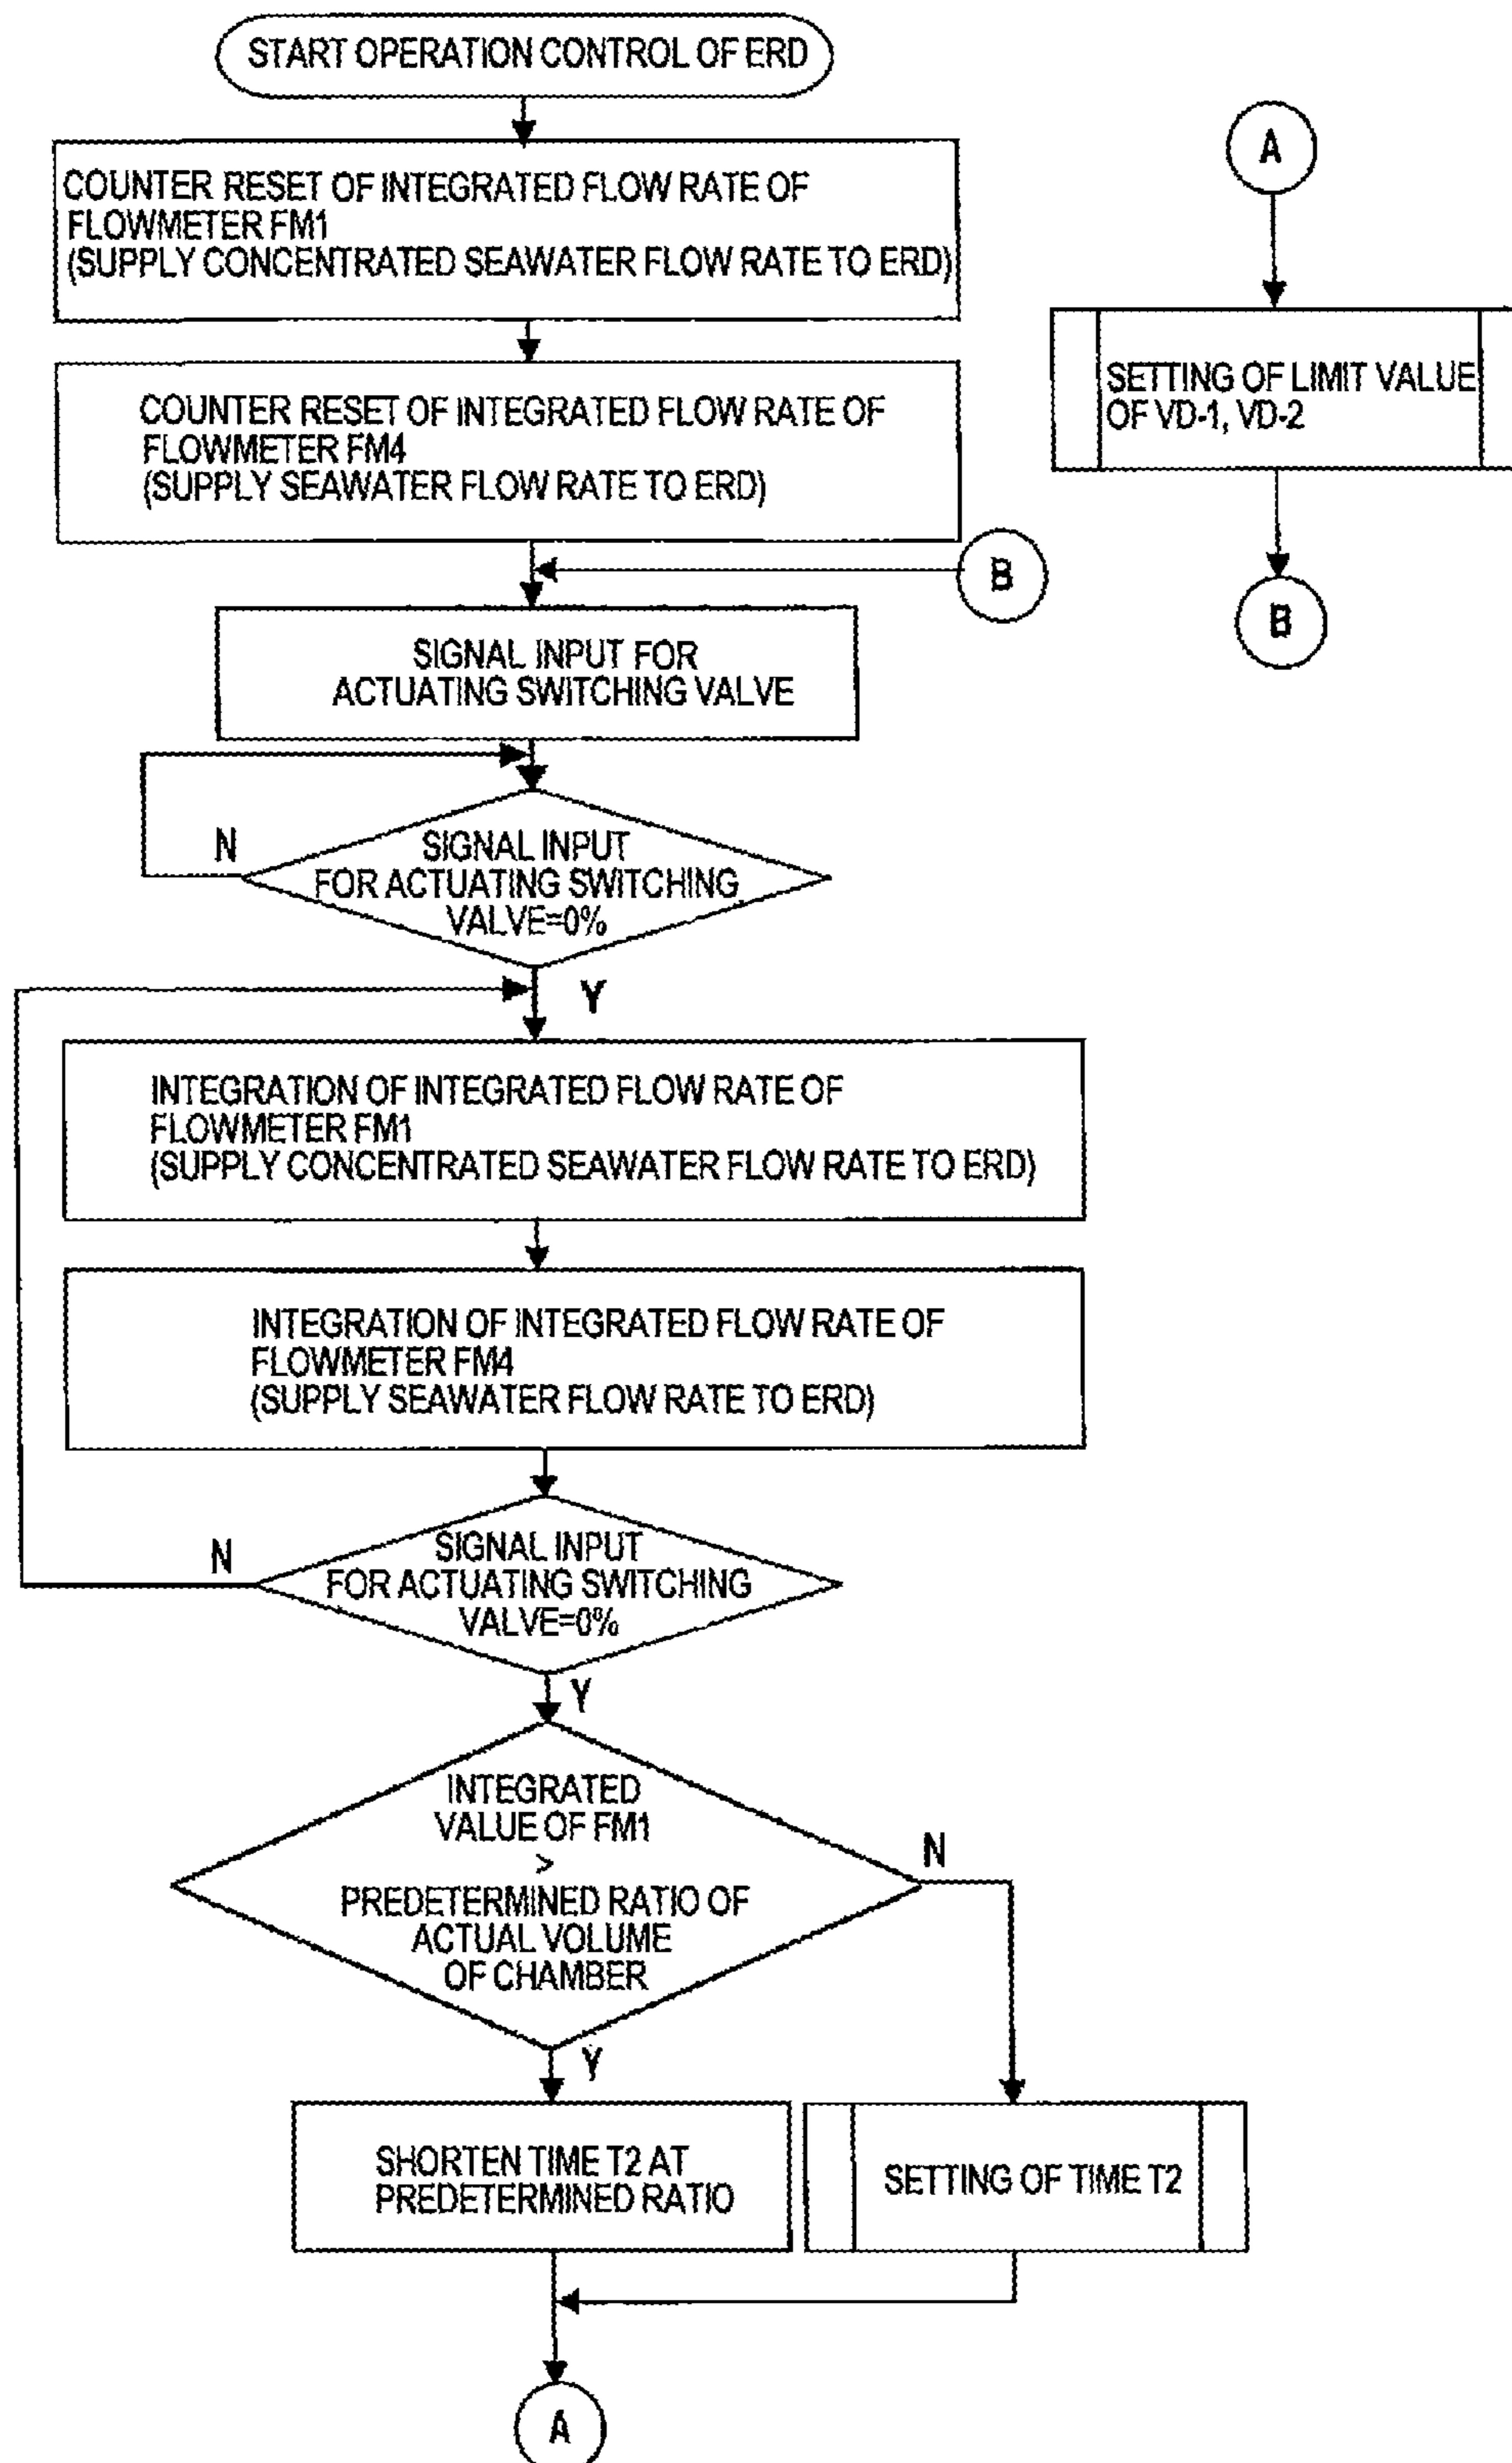 START OPERATION CONTROL OF ERD
COUNTER RESET OF INTEGRATED FLOW RATE OF
FLOWMETER FM1
(SUPPLY CONCENTRATED SEAWATER FLOW RATE TO ERD)
COUNTER RESET OF INTEGRATED FLOW RATE OF
FLOWMETER FM4
(SUPPLY SEAWATER FLOW RATE TO ERD)
B
SIGNAL INPUT FOR
ACTUATING SWITCHING VALVE
N
SIGNAL INPUT
FOR ACTUATING SWITCHING
VALVE=0%
Y
INTEGRATION OF INTEGRATED FLOW RATE OF
FLOWMETER FM1
(SUPPLY CONCENTRATED SEAWATER FLOW RATE TO ERD)
INTEGRATION OF INTEGRATED FLOW RATE OF
FLOWMETER FM4
(SUPPLY SEAWATER FLOW RATE TO ERD)
N
SIGNAL INPUT
FOR ACTUATING SWITCHING
VALVE=0%
Y
INTEGRATED
VALUE OF FM1
>
PREDETERMINED RATIO OF
ACTUAL VOLUME
OF CHAMBER
N
Y
SHORTEN TIME T2 AT
PREDETERMINED RATIO
SETTING OF TIME T2
A
A
SETTING OF LIMIT VALUE
OF VD-1, VD-2
B